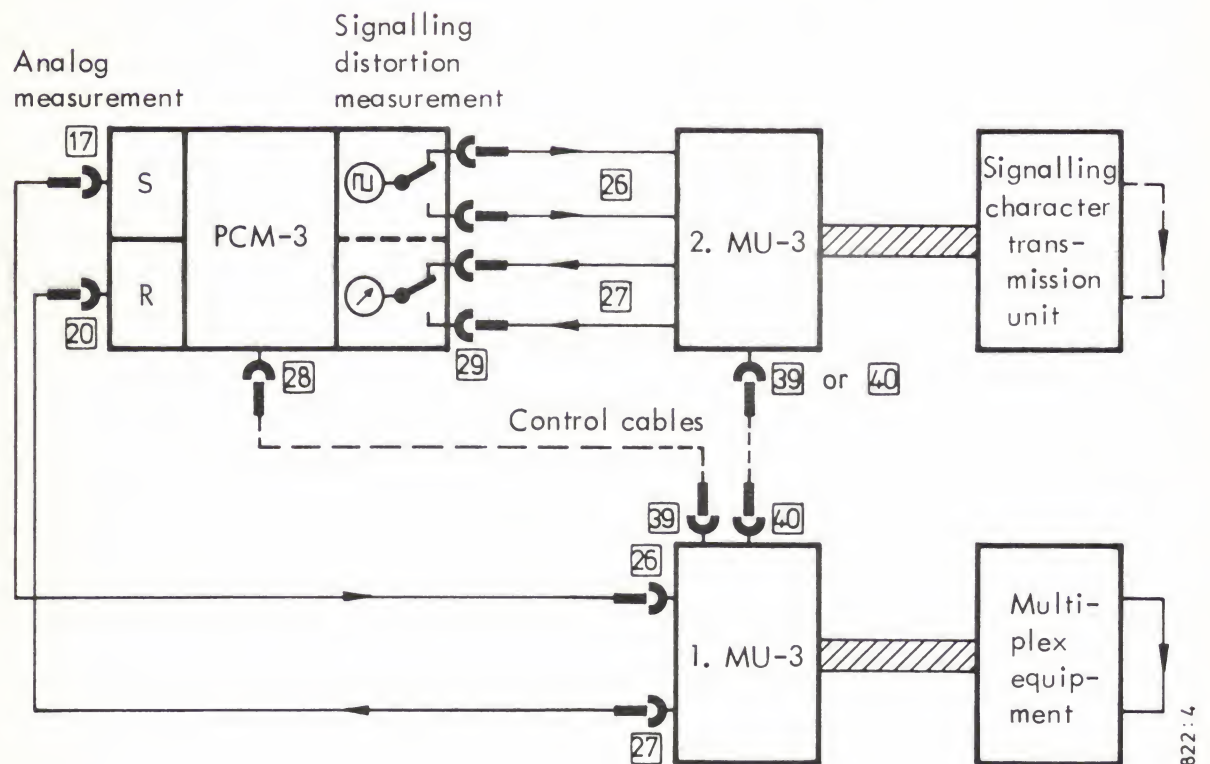 Signalling
distortion
measurement
Analog
measurement
17
S
PCM-3
R
20
28
29
26
27
2. MU-3
Signalling
character
trans-
mission
unit
39 or 40
Control cables
39
40
26
1. MU-3
27
Multi-
plex
equip-
ment
822:4